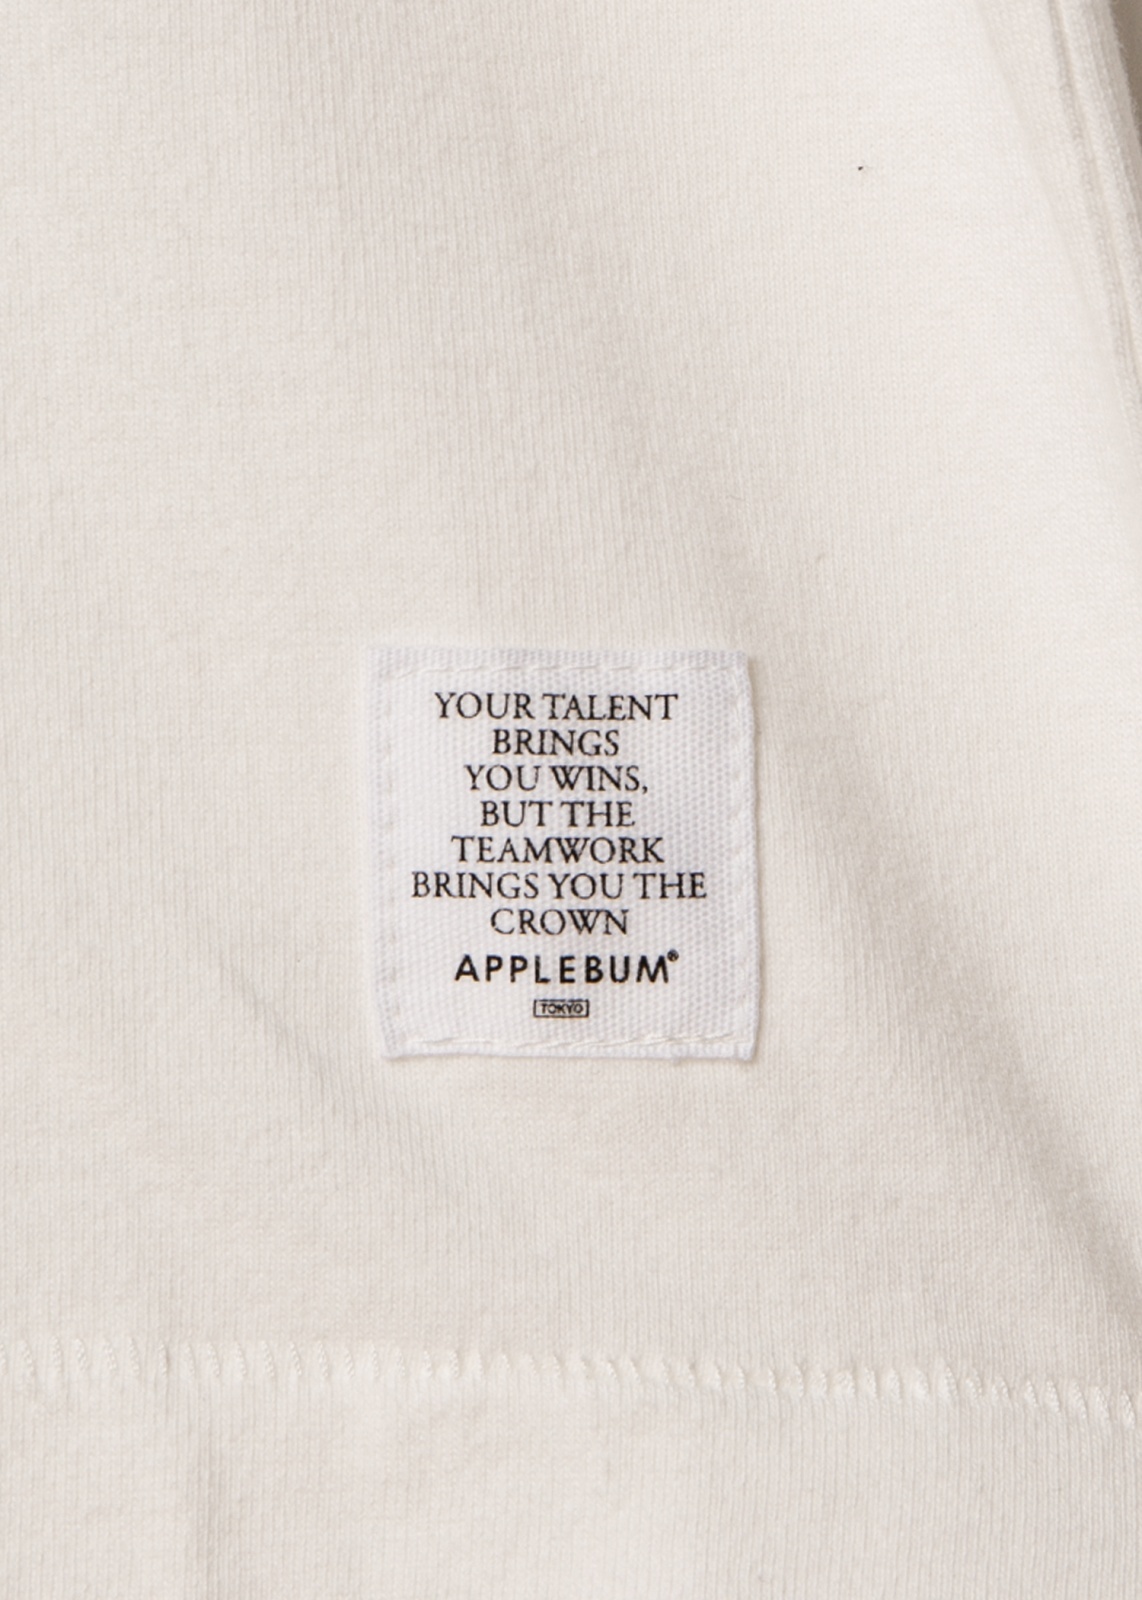 YOUR TALENT
BRINGS
YOU WINS,
BUT THE
TEAMWORK
BRINGS YOU THE
CROWN
APPLEBUM®
TOKYO